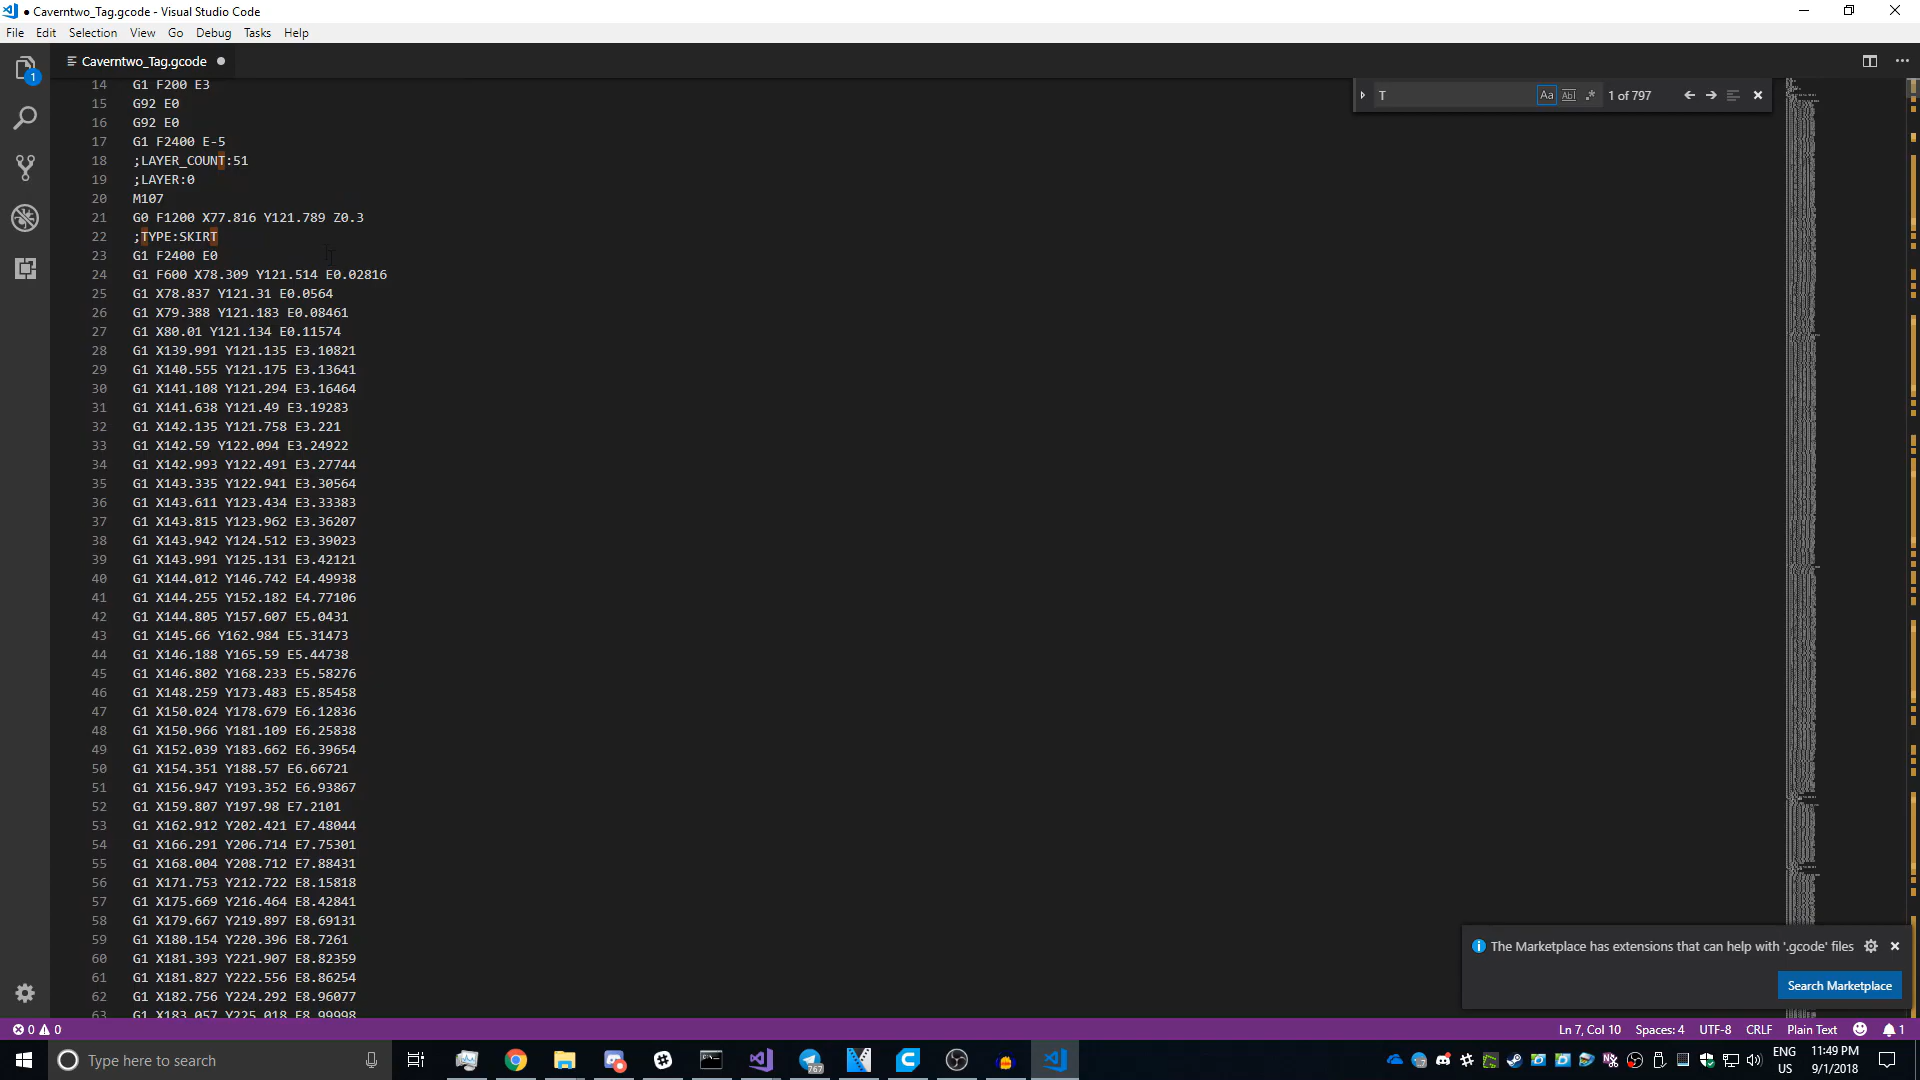 ● Caverntwo_Tag.gcode - Visual Studio Code
File Edit Selection View Go Debug Tasks Help
1
Caverntwo_Tag.gcode ●
T Aa Abl .* 1 of 797
14 G1 F200 E3
15 G92 E0
16 G92 E0
17 G1 F2400 E-5
18 ;LAYER_COUNT:51
19 ;LAYER:0
20 M107
21 G0 F1200 X77.816 Y121.789 Z0.3
22 ;TYPE:SKIRT
23 G1 F2400 E0
24 G1 F600 X78.309 Y121.514 E0.02816
25 G1 X78.837 Y121.31 E0.0564
26 G1 X79.388 Y121.183 E0.08461
27 G1 X80.01 Y121.134 E0.11574
28 G1 X139.991 Y121.135 E3.10821
29 G1 X140.555 Y121.175 E3.13641
30 G1 X141.108 Y121.294 E3.16464
31 G1 X141.638 Y121.49 E3.19283
32 G1 X142.135 Y121.758 E3.221
33 G1 X142.59 Y122.094 E3.24922
34 G1 X142.993 Y122.491 E3.27744
35 G1 X143.335 Y122.941 E3.30564
36 G1 X143.611 Y123.434 E3.33383
37 G1 X143.815 Y123.962 E3.36207
38 G1 X143.942 Y124.512 E3.39023
39 G1 X143.991 Y125.131 E3.42121
40 G1 X144.012 Y146.742 E4.49938
41 G1 X144.255 Y152.182 E4.77106
42 G1 X144.805 Y157.607 E5.0431
43 G1 X145.66 Y162.984 E5.31473
44 G1 X146.188 Y165.59 E5.44738
45 G1 X146.802 Y168.233 E5.58276
46 G1 X148.259 Y173.483 E5.85458
47 G1 X150.024 Y178.679 E6.12836
48 G1 X150.966 Y181.109 E6.25838
49 G1 X152.039 Y183.662 E6.39654
50 G1 X154.351 Y188.57 E6.66721
51 G1 X156.947 Y193.352 E6.93867
52 G1 X159.807 Y197.98 E7.2101
53 G1 X162.912 Y202.421 E7.48044
54 G1 X166.291 Y206.714 E7.75301
55 G1 X168.004 Y208.712 E7.88431
56 G1 X171.753 Y212.722 E8.15818
57 G1 X175.669 Y216.464 E8.42841
58 G1 X179.667 Y219.897 E8.69131
59 G1 X180.154 Y220.396 E8.7261
60 G1 X181.393 Y221.907 E8.82359
61 G1 X181.827 Y222.556 E8.86254
62 G1 X182.756 Y224.292 E8.96077
63 G1 X183.057 Y225.018 E8.99998
The Marketplace has extensions that can help with '.gcode' files
Search Marketplace
0 0 Ln 7, Col 10 Spaces: 4 UTF-8 CRLF Plain Text 1
Type here to search 767 ENG US 11:49 PM 9/1/2018